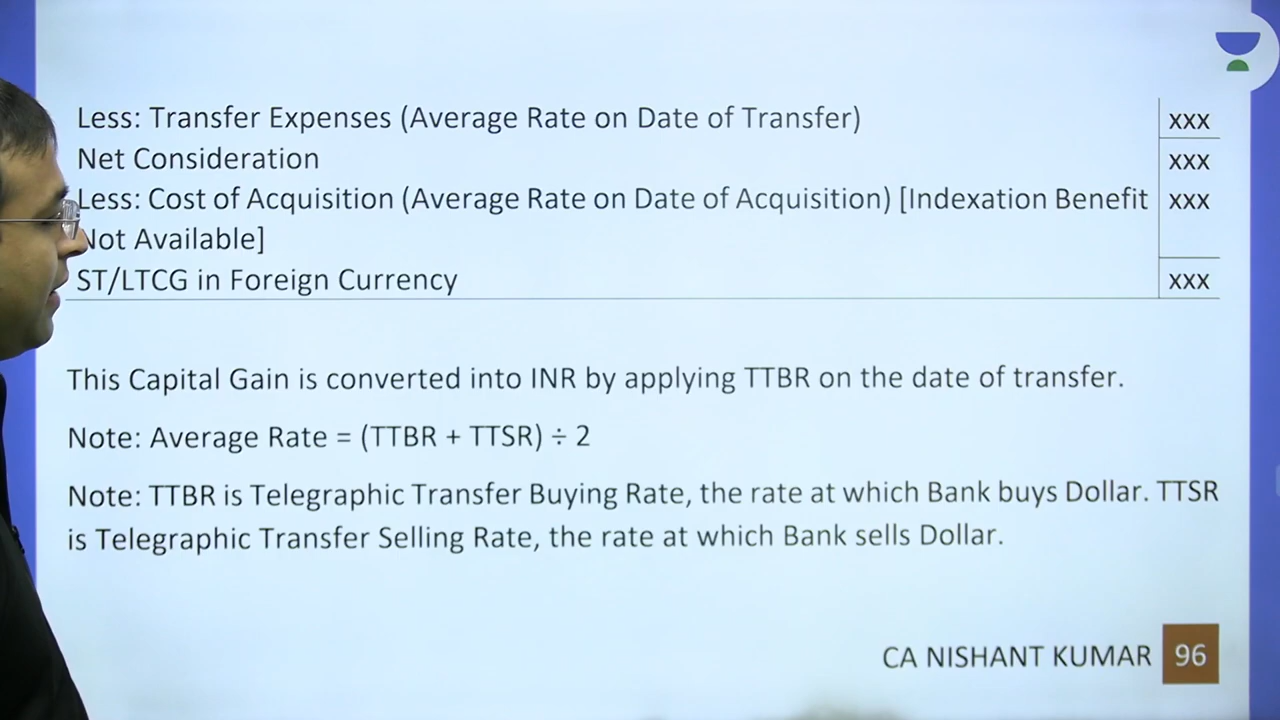 Less: Transfer Expenses (Average Rate on Date of Transfer) xxx
Net Consideration xxx
Less: Cost of Acquisition (Average Rate on Date of Acquisition) [Indexation Benefit xxx
Not Available]
ST/LTCG in Foreign Currency xxx
This Capital Gain is converted into INR by applying TTBR on the date of transfer.
Note: Average Rate = (TTBR + TTSR) ÷ 2
Note: TTBR is Telegraphic Transfer Buying Rate, the rate at which Bank buys Dollar. TTSR
is Telegraphic Transfer Selling Rate, the rate at which Bank sells Dollar.
CA NISHANT KUMAR 96